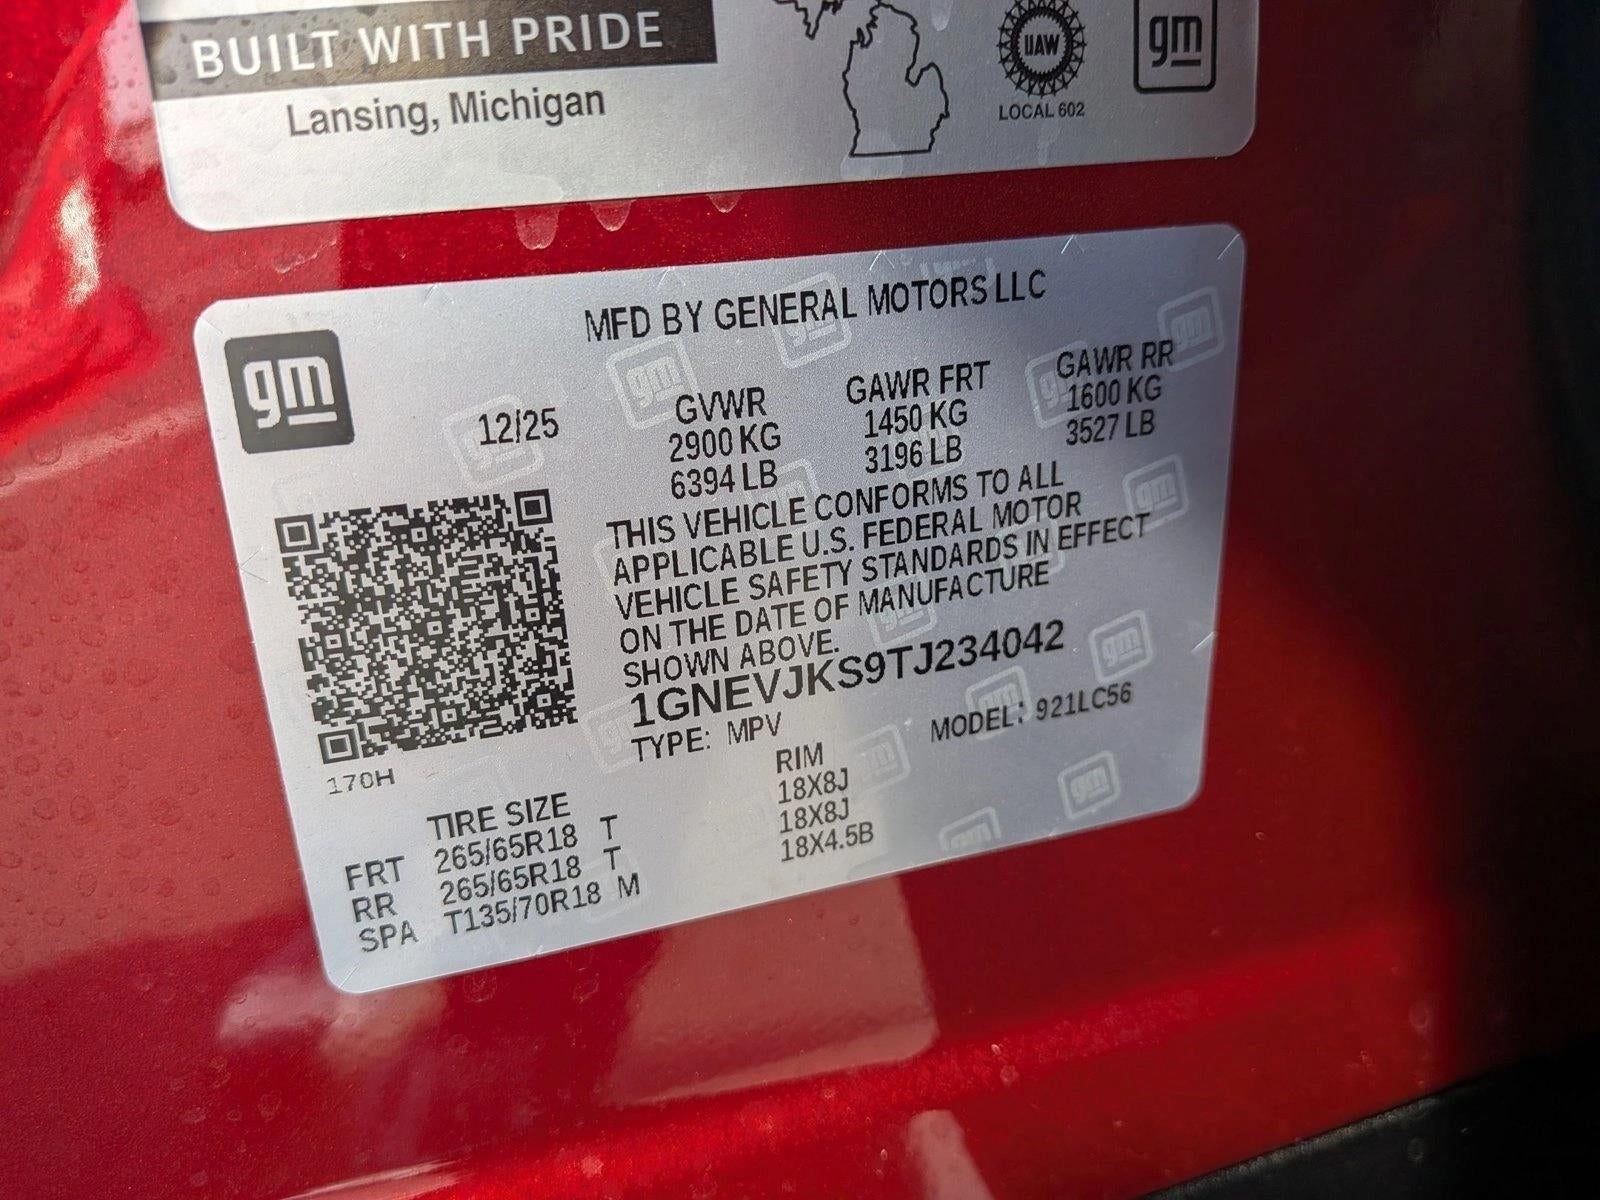 BUILT WITH PRIDE
Lansing, Michigan
UAW
LOCAL 602
gm
MFD BY GENERAL MOTORS LLC
gm
12/25
GVWR
2900 KG
6394 LB
GAWR FRT
1450 KG
3196 LB
GAWR RR
1600 KG
3527 LB
THIS VEHICLE CONFORMS TO ALL
APPLICABLE U.S. FEDERAL MOTOR
VEHICLE SAFETY STANDARDS IN EFFECT
ON THE DATE OF MANUFACTURE
SHOWN ABOVE.
1GNEVJKS9TJ234042
TYPE: MPV
MODEL: 921LC56
170H
TIRE SIZE RIM
FRT 265/65R18 T 18X8J
RR 265/65R18 T 18X8J
SPA T135/70R18 M 18X4.5B